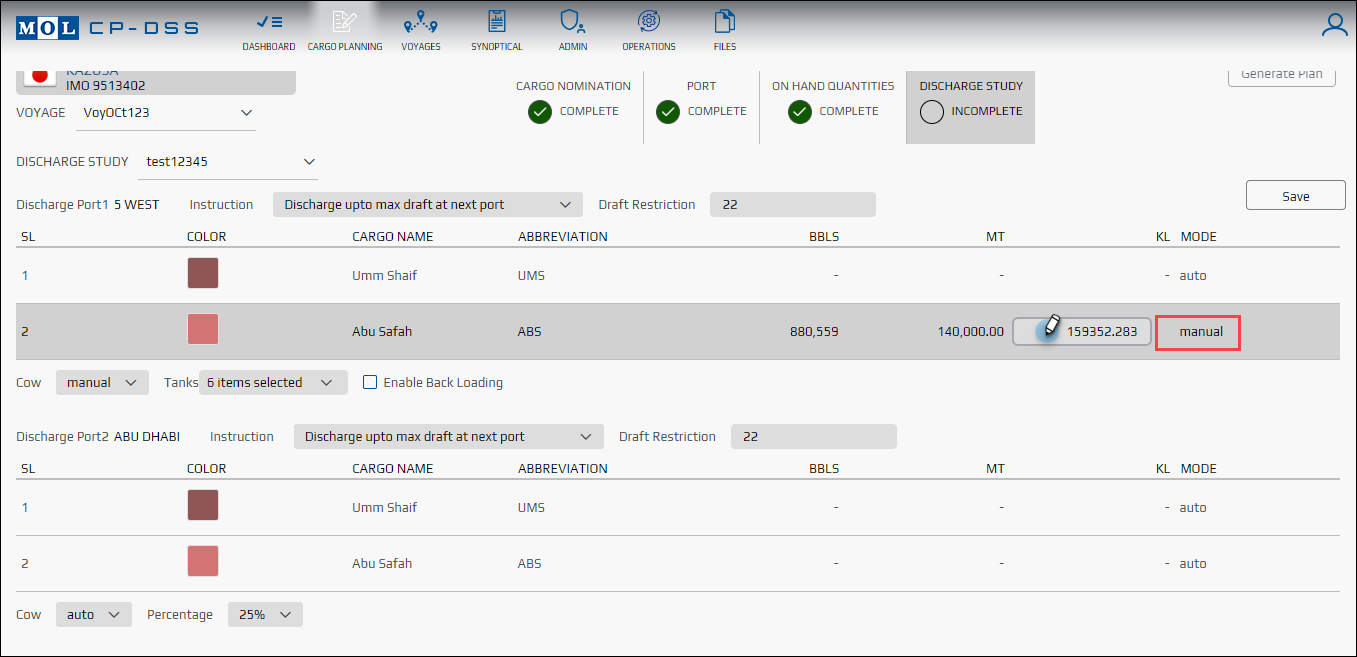 MOL CP-DSS
DASHBOARD CARGO PLANNING VOYAGES SYNOPTICAL ADMIN OPERATIONS FILES
KAZUSA
IMO 9513402
CARGO NOMINATION PORT ON HAND QUANTITIES DISCHARGE STUDY
COMPLETE COMPLETE COMPLETE INCOMPLETE
Generate Plan
VOYAGE VoyOCt123
DISCHARGE STUDY test12345
Save
Discharge Port1 5 WEST Instruction Discharge upto max draft at next port Draft Restriction 22
SL COLOR CARGO NAME ABBREVIATION BBLS MT KL MODE
1 Umm Shaif UMS - - - auto
2 Abu Safah ABS 880,559 140,000.00 159352.283 manual
Cow manual Tanks 6 items selected Enable Back Loading
Discharge Port2 ABU DHABI Instruction Discharge upto max draft at next port Draft Restriction 22
SL COLOR CARGO NAME ABBREVIATION BBLS MT KL MODE
1 Umm Shaif UMS - - - auto
2 Abu Safah ABS - - - auto
Cow auto Percentage 25%